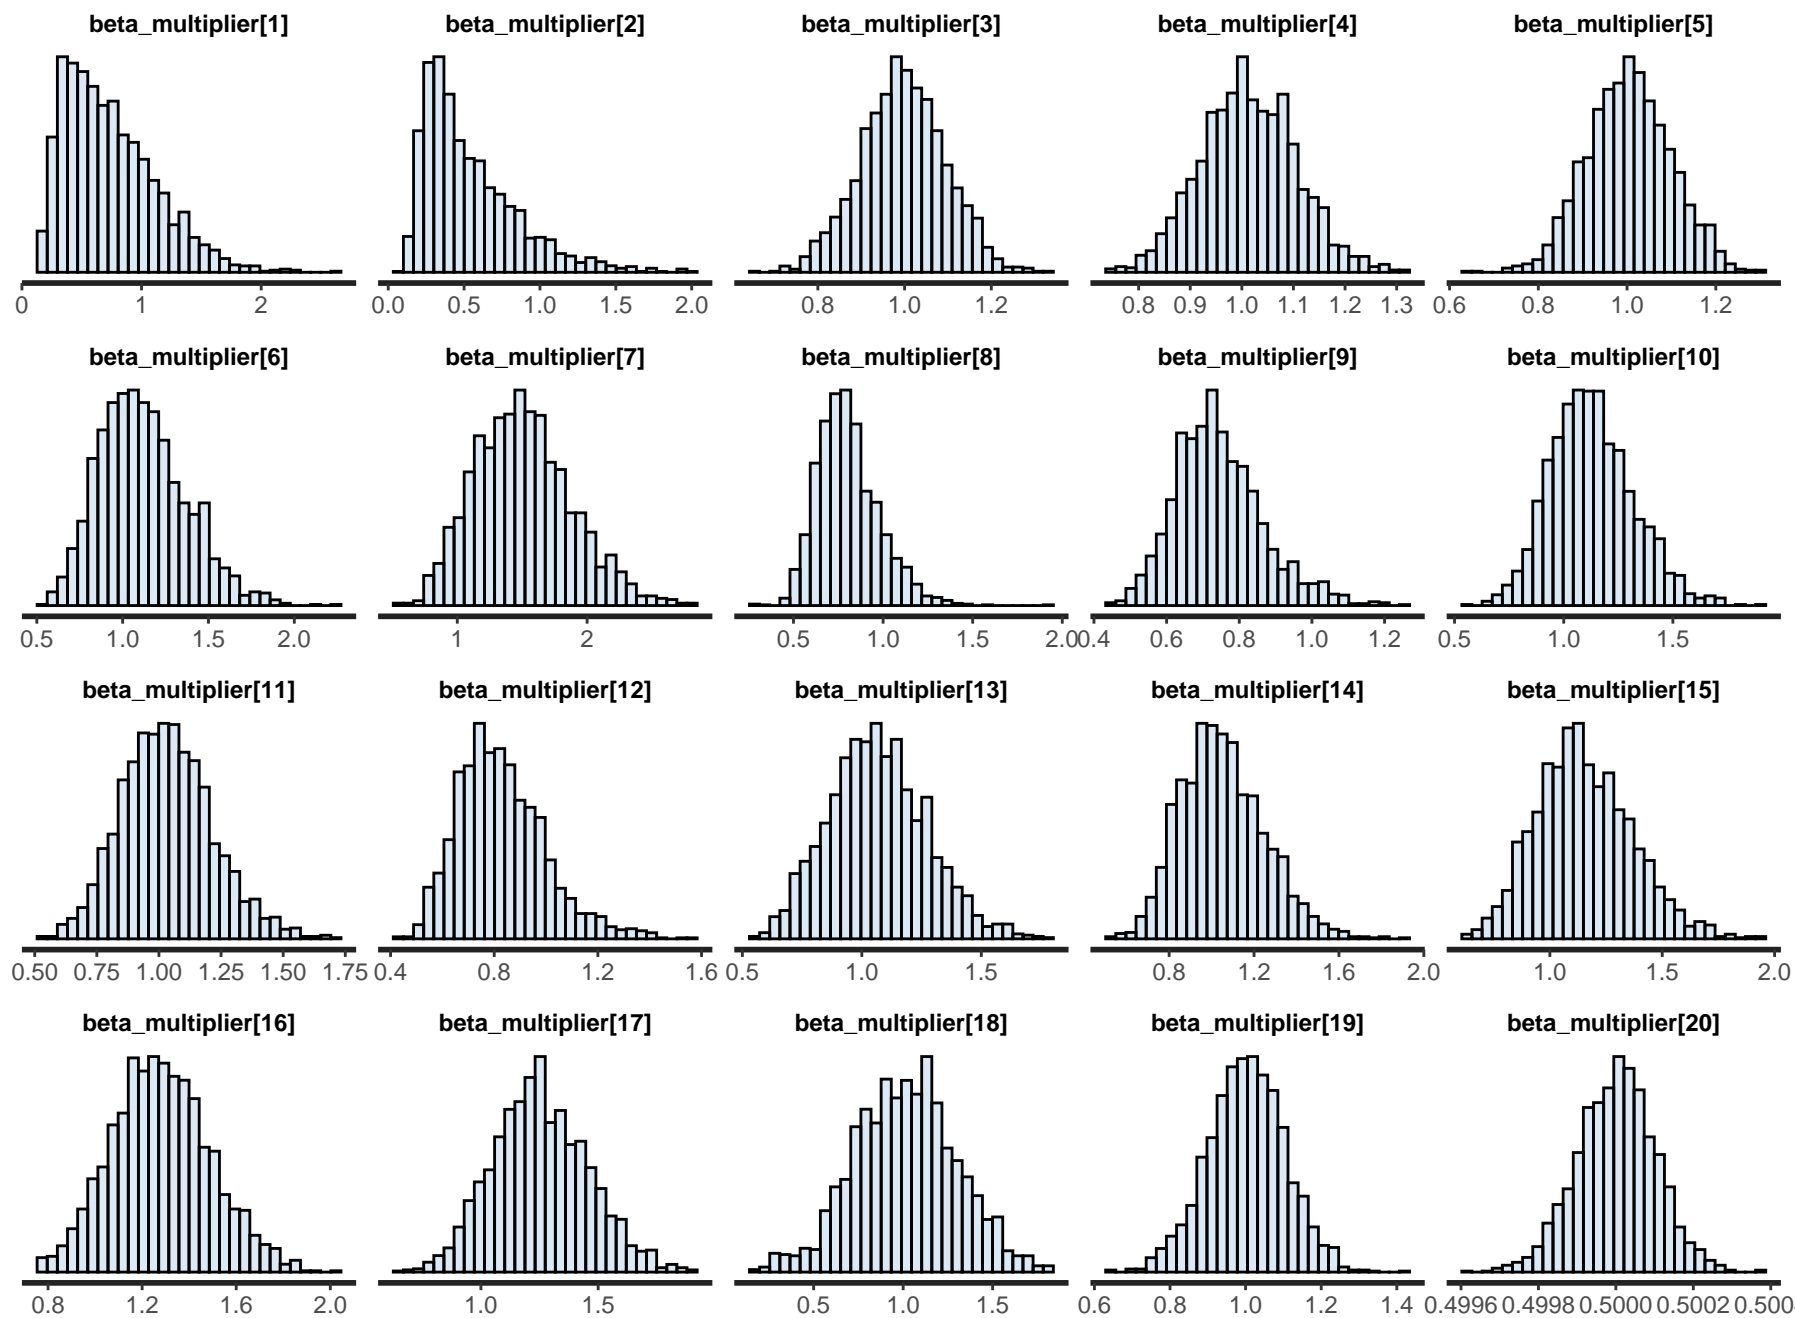 beta_multiplier[1] beta_multiplier[2] beta_multiplier[3] beta_multiplier[4] beta_multiplier[5]
0 1 2 0.0 0.5 1.0 1.5 2.0 0.8 1.0 1.2 0.8 0.9 1.0 1.1 1.2 1.3 0.6 0.8 1.0 1.2
beta_multiplier[6] beta_multiplier[7] beta_multiplier[8] beta_multiplier[9] beta_multiplier[10]
0.5 1.0 1.5 2.0 1 2 0.5 1.0 1.5 2.0 0.4 0.6 0.8 1.0 1.2 0.5 1.0 1.5
beta_multiplier[11] beta_multiplier[12] beta_multiplier[13] beta_multiplier[14] beta_multiplier[15]
0.50 0.75 1.00 1.25 1.50 1.75 0.4 0.8 1.2 1.6 0.5 1.0 1.5 0.8 1.2 1.6 2.0 1.0 1.5 2.0
beta_multiplier[16] beta_multiplier[17] beta_multiplier[18] beta_multiplier[19] beta_multiplier[20]
0.8 1.2 1.6 2.0 1.0 1.5 0.5 1.0 1.5 0.6 0.8 1.0 1.2 1.4 0.4996 0.4998 0.5000 0.5002